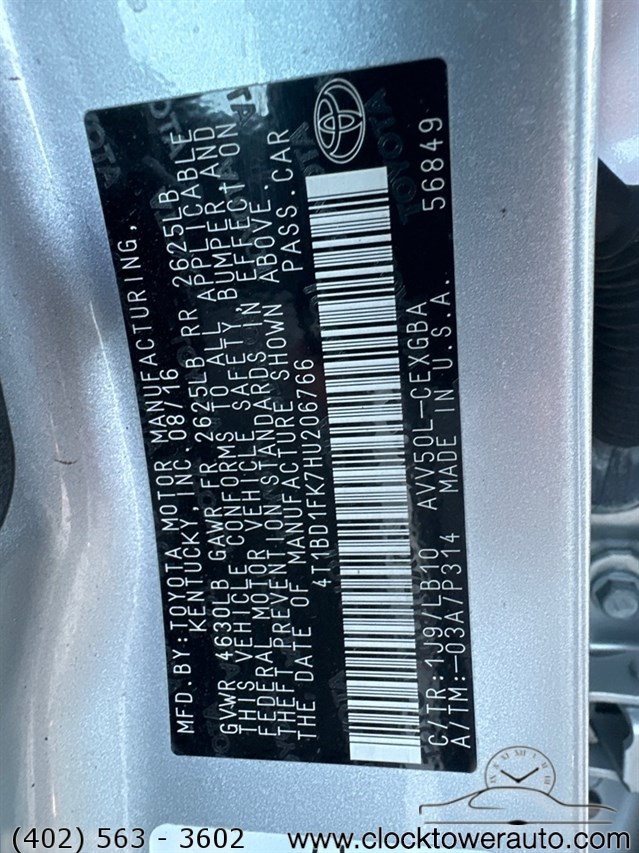 MFD. BY: TOYOTA MOTOR MANUFACTURING,
KENTUCKY, INC. 08/16
GVWR 4630LB GAWR FR 2625LB RR 2625LB
THIS VEHICLE CONFORMS TO ALL APPLICABLE
FEDERAL MOTOR VEHICLE SAFETY, BUMPER, AND
THEFT PREVENTION STANDARDS IN EFFECT ON
THE DATE OF MANUFACTURE SHOWN ABOVE.
4T1BD1FK7HU206766 PASS. CAR
C/TR: 1J9/LB10 AVV50L-CEXGBA 56849
A/TM: -03A/P314 MADE IN U.S.A.
TOYOTA
(402) 563 - 3602 www.clocktowerauto.com